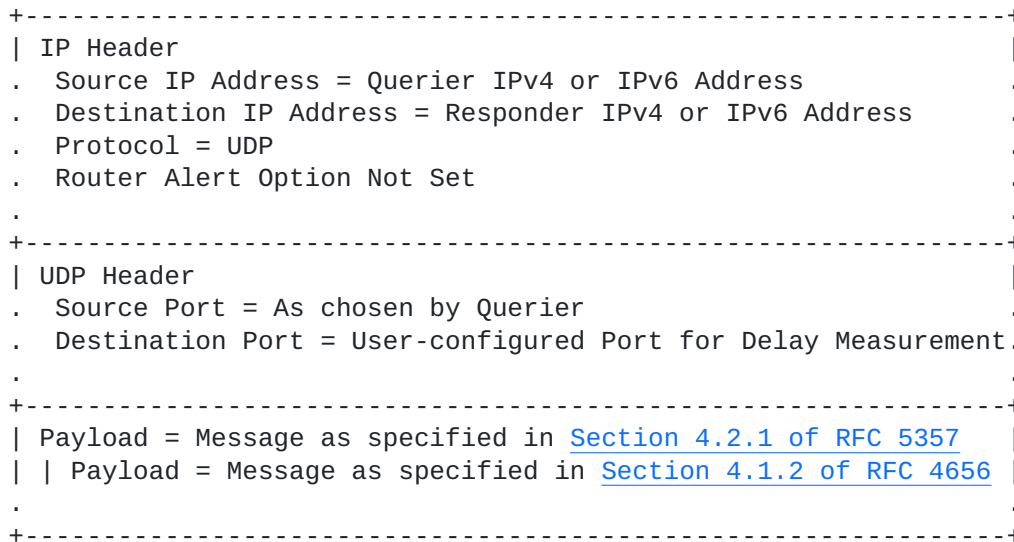 +---------------------------------------------------------------+
| IP Header                                                     |
.  Source IP Address = Querier IPv4 or IPv6 Address             .
.  Destination IP Address = Responder IPv4 or IPv6 Address      .
.  Protocol = UDP                                               .
.  Router Alert Option Not Set                                  .
.                                                               .
+---------------------------------------------------------------+
| UDP Header                                                    |
.  Source Port = As chosen by Querier                           .
.  Destination Port = User-configured Port for Delay Measurement.
.                                                               .
+---------------------------------------------------------------+
| Payload = Message as specified in Section 4.2.1 of RFC 5357   |
| | Payload = Message as specified in Section 4.1.2 of RFC 4656 |
.                                                               .
+---------------------------------------------------------------+